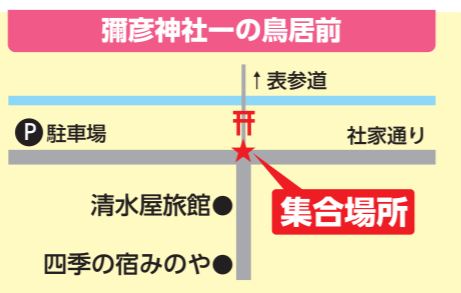 彌彦神社一の鳥居前
↑表参道
P 駐車場
社家通り
清水屋旅館●
集合場所
四季の宿みのや●